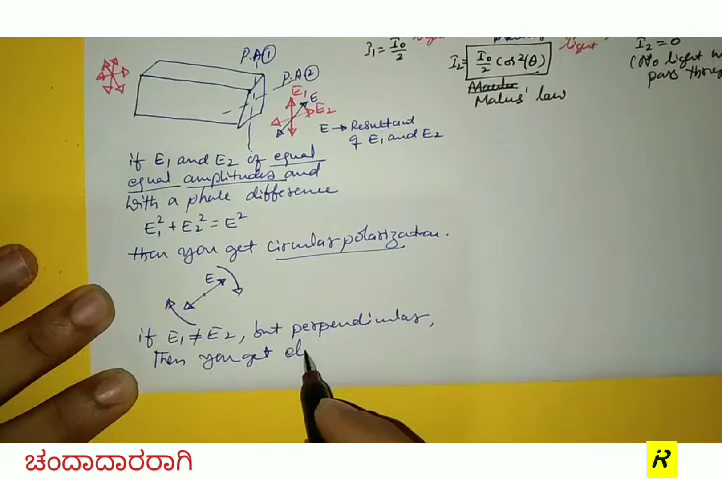 P.A①
P.A②
E₁
E
E₂
E → Resultant
of E₁ and E₂
I₁ = I₀/2
I₂= I₀/2 cos²(θ)
Malus' law
light
I₂ = 0
(No light w
pass throug
if E₁ and E₂ of equal
equal amplitudes and
with a phase difference
E₁² + E₂² = E²
then you get circular polarization.
E
if E₁ ≠ E₂, but perpendicular,
Then you get el
ಚಂದಾದಾರರಾಗಿ
R